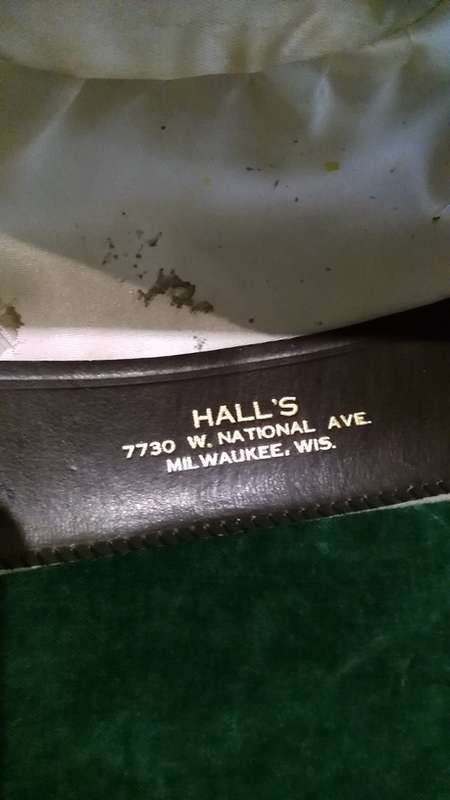 HALL'S
7730 W. NATIONAL AVE.
MILWAUKEE, WIS.